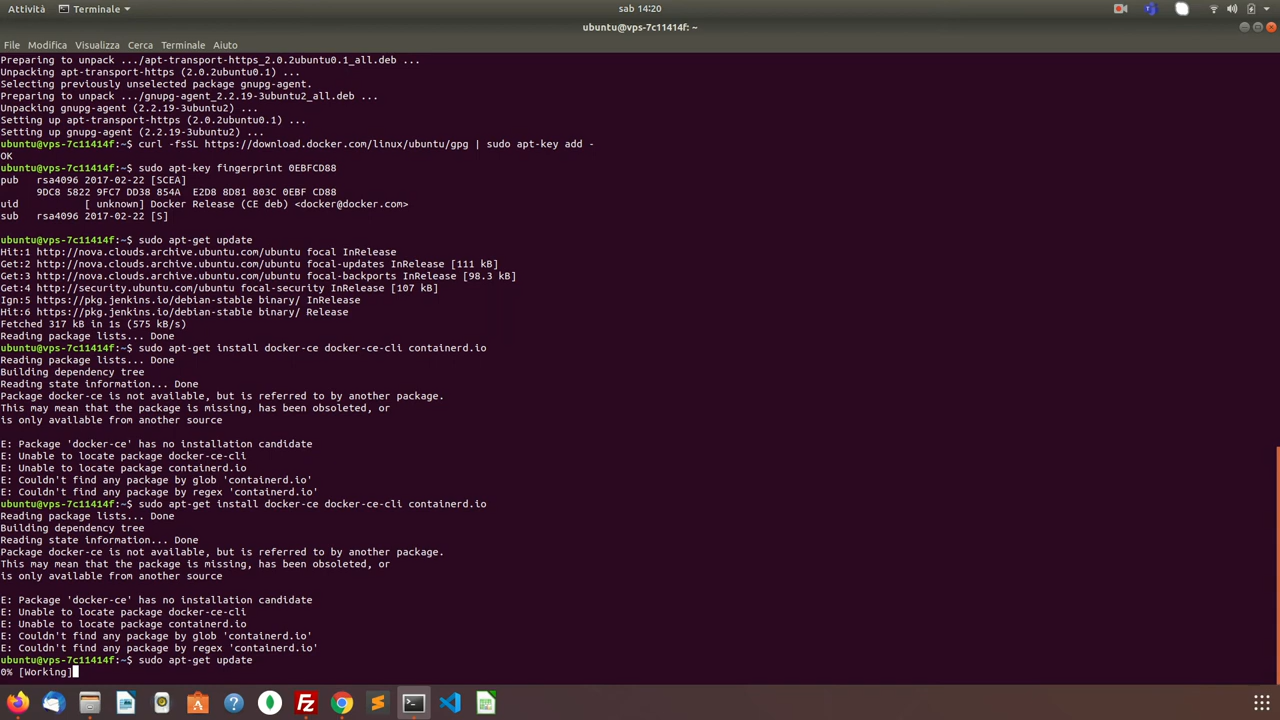 Attività
Terminale
sab 14:20
ubuntu@vps-7c11414f: ~
File Modifica Visualizza Cerca Terminale Aiuto
Preparing to unpack .../apt-transport-https_2.0.2ubuntu0.1_all.deb ...
Unpacking apt-transport-https (2.0.2ubuntu0.1) ...
Selecting previously unselected package gnupg-agent.
Preparing to unpack .../gnupg-agent_2.2.19-3ubuntu2_all.deb ...
Unpacking gnupg-agent (2.2.19-3ubuntu2) ...
Setting up apt-transport-https (2.0.2ubuntu0.1) ...
Setting up gnupg-agent (2.2.19-3ubuntu2) ...
ubuntu@vps-7c11414f:~$ curl -fsSL https://download.docker.com/linux/ubuntu/gpg | sudo apt-key add -
OK
ubuntu@vps-7c11414f:~$ sudo apt-key fingerprint 0EBFCD88
pub   rsa4096 2017-02-22 [SCEA]
      9DC8 5822 9FC7 DD38 854A  E2D8 8D81 803C 0EBF CD88
uid           [ unknown] Docker Release (CE deb) <docker@docker.com>
sub   rsa4096 2017-02-22 [S]
ubuntu@vps-7c11414f:~$ sudo apt-get update
Hit:1 http://nova.clouds.archive.ubuntu.com/ubuntu focal InRelease
Get:2 http://nova.clouds.archive.ubuntu.com/ubuntu focal-updates InRelease [111 kB]
Get:3 http://nova.clouds.archive.ubuntu.com/ubuntu focal-backports InRelease [98.3 kB]
Get:4 http://security.ubuntu.com/ubuntu focal-security InRelease [107 kB]
Ign:5 https://pkg.jenkins.io/debian-stable binary/ InRelease
Hit:6 https://pkg.jenkins.io/debian-stable binary/ Release
Fetched 317 kB in 1s (575 kB/s)
Reading package lists... Done
ubuntu@vps-7c11414f:~$ sudo apt-get install docker-ce docker-ce-cli containerd.io
Reading package lists... Done
Building dependency tree
Reading state information... Done
Package docker-ce is not available, but is referred to by another package.
This may mean that the package is missing, has been obsoleted, or
is only available from another source
E: Package 'docker-ce' has no installation candidate
E: Unable to locate package docker-ce-cli
E: Unable to locate package containerd.io
E: Couldn't find any package by glob 'containerd.io'
E: Couldn't find any package by regex 'containerd.io'
ubuntu@vps-7c11414f:~$ sudo apt-get install docker-ce docker-ce-cli containerd.io
Reading package lists... Done
Building dependency tree
Reading state information... Done
Package docker-ce is not available, but is referred to by another package.
This may mean that the package is missing, has been obsoleted, or
is only available from another source
E: Package 'docker-ce' has no installation candidate
E: Unable to locate package docker-ce-cli
E: Unable to locate package containerd.io
E: Couldn't find any package by glob 'containerd.io'
E: Couldn't find any package by regex 'containerd.io'
ubuntu@vps-7c11414f:~$ sudo apt-get update
0% [Working]